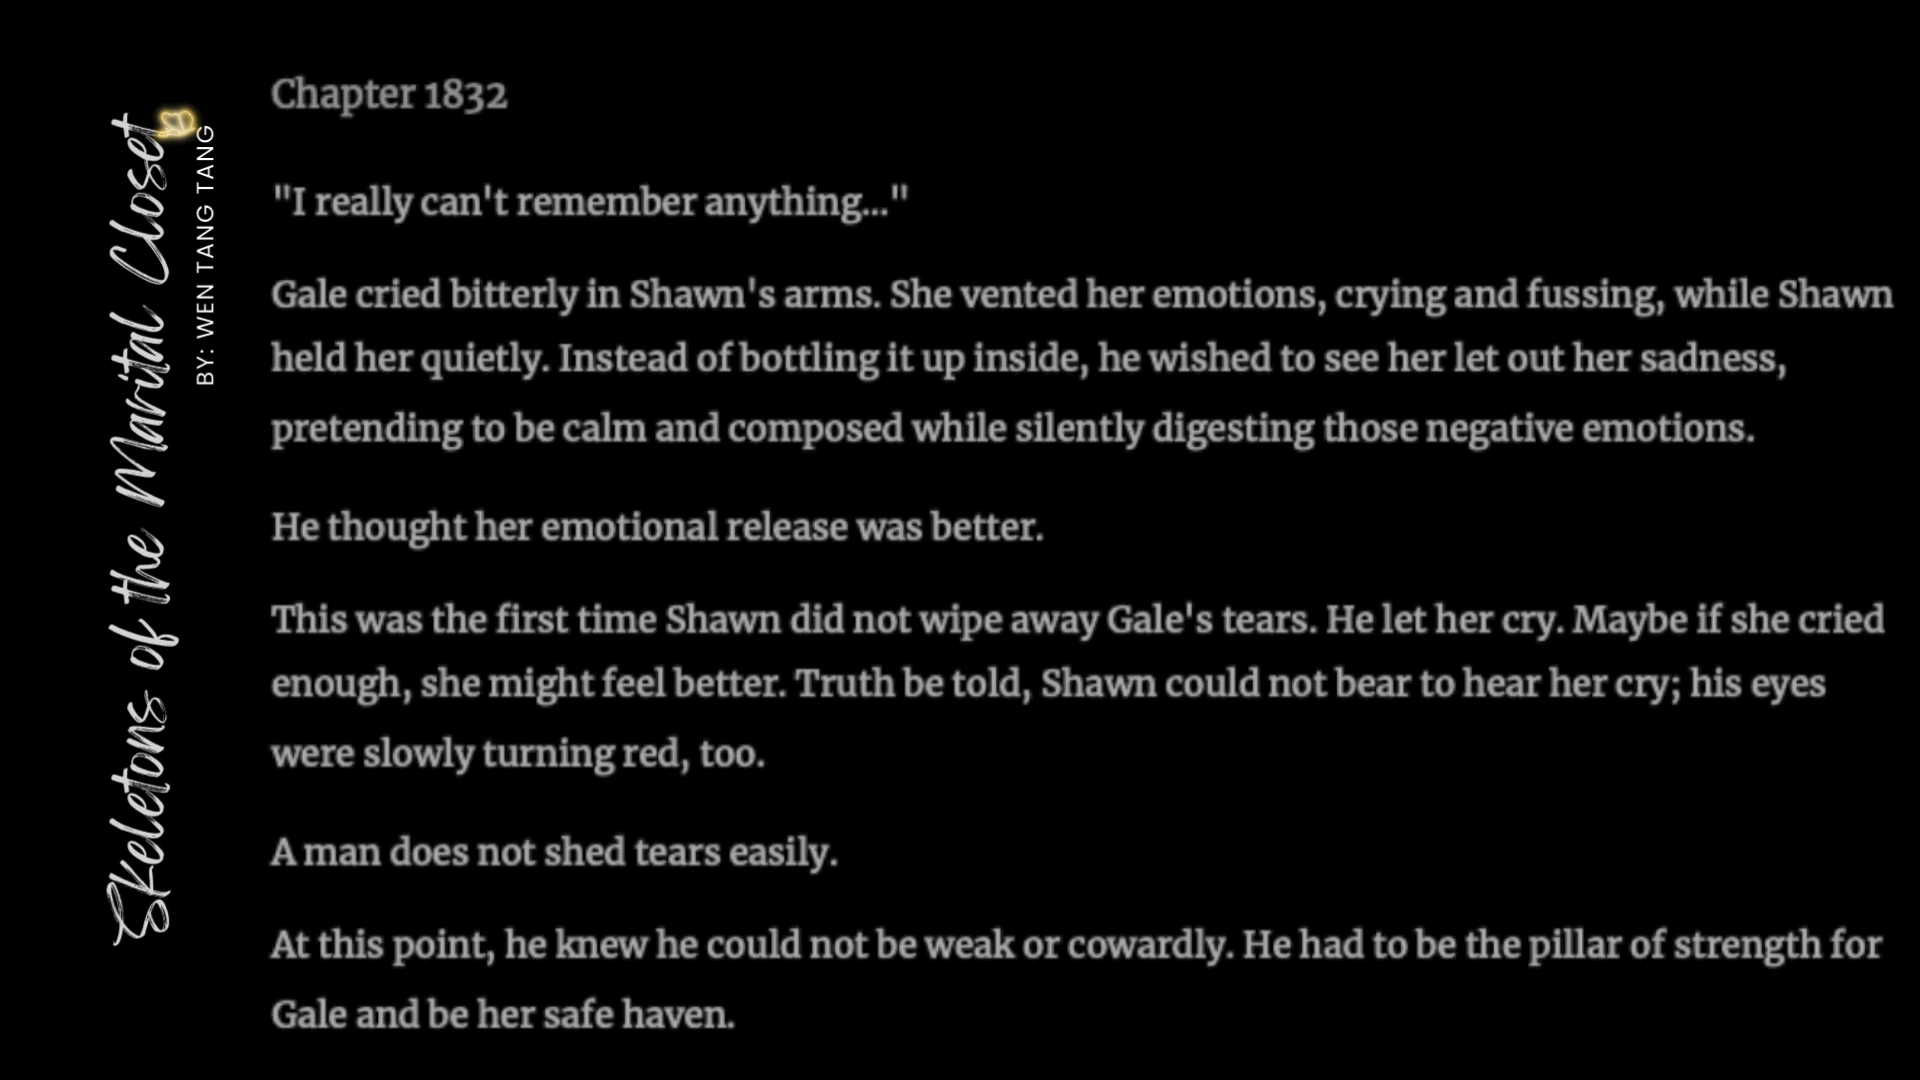 Skeletons of the Marital Closet
BY: WEN TANG TANG
Chapter 1832
"I really can't remember anything..."
Gale cried bitterly in Shawn's arms. She vented her emotions, crying and fussing, while Shawn
held her quietly. Instead of bottling it up inside, he wished to see her let out her sadness,
pretending to be calm and composed while silently digesting those negative emotions.
He thought her emotional release was better.
This was the first time Shawn did not wipe away Gale's tears. He let her cry. Maybe if she cried
enough, she might feel better. Truth be told, Shawn could not bear to hear her cry; his eyes
were slowly turning red, too.
A man does not shed tears easily.
At this point, he knew he could not be weak or cowardly. He had to be the pillar of strength for
Gale and be her safe haven.